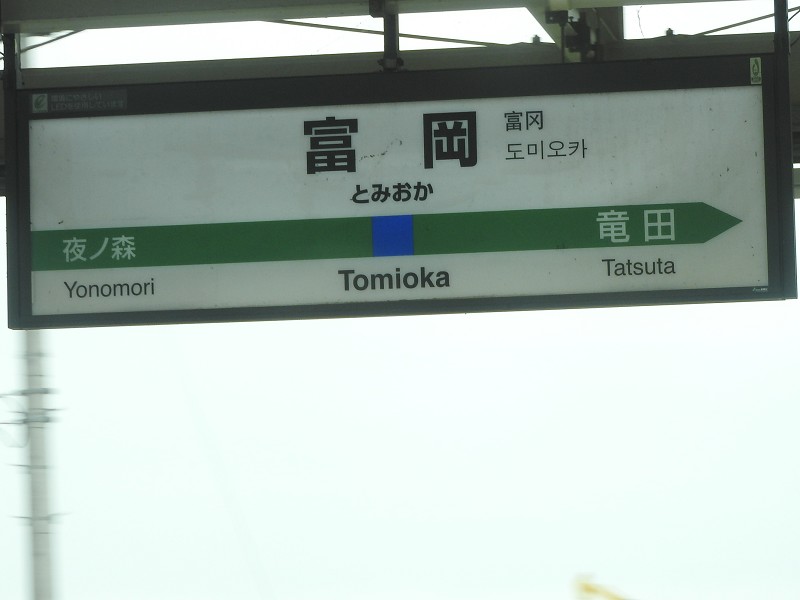 富岡
富冈
도미오카
とみおか
夜ノ森
竜田
Yonomori
Tomioka
Tatsuta